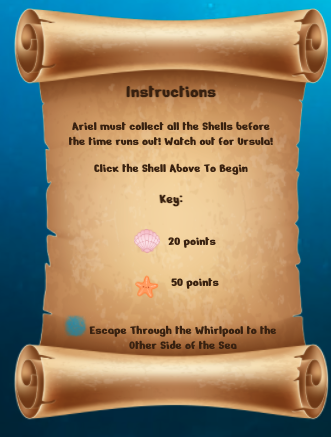 Instructions
Ariel must collect all the Shells before
the time runs out! Watch out for Ursula!
Click the Shell Above To Begin
Key:
20 points
50 points
Escape Through the Whirlpool to the
Other Side of the Sea